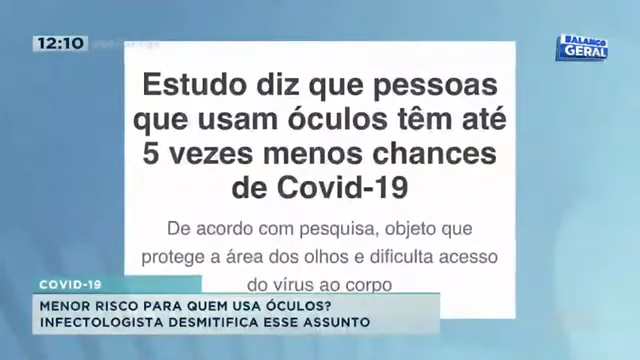 12:10
BALANÇO
GERAL
Estudo diz que pessoas
que usam óculos têm até
5 vezes menos chances
de Covid-19
De acordo com pesquisa, objeto que
protege a área dos olhos e dificulta acesso
do vírus ao corpo
COVID-19
MENOR RISCO PARA QUEM USA ÓCULOS?
INFECTOLOGISTA DESMITIFICA ESSE ASSUNTO